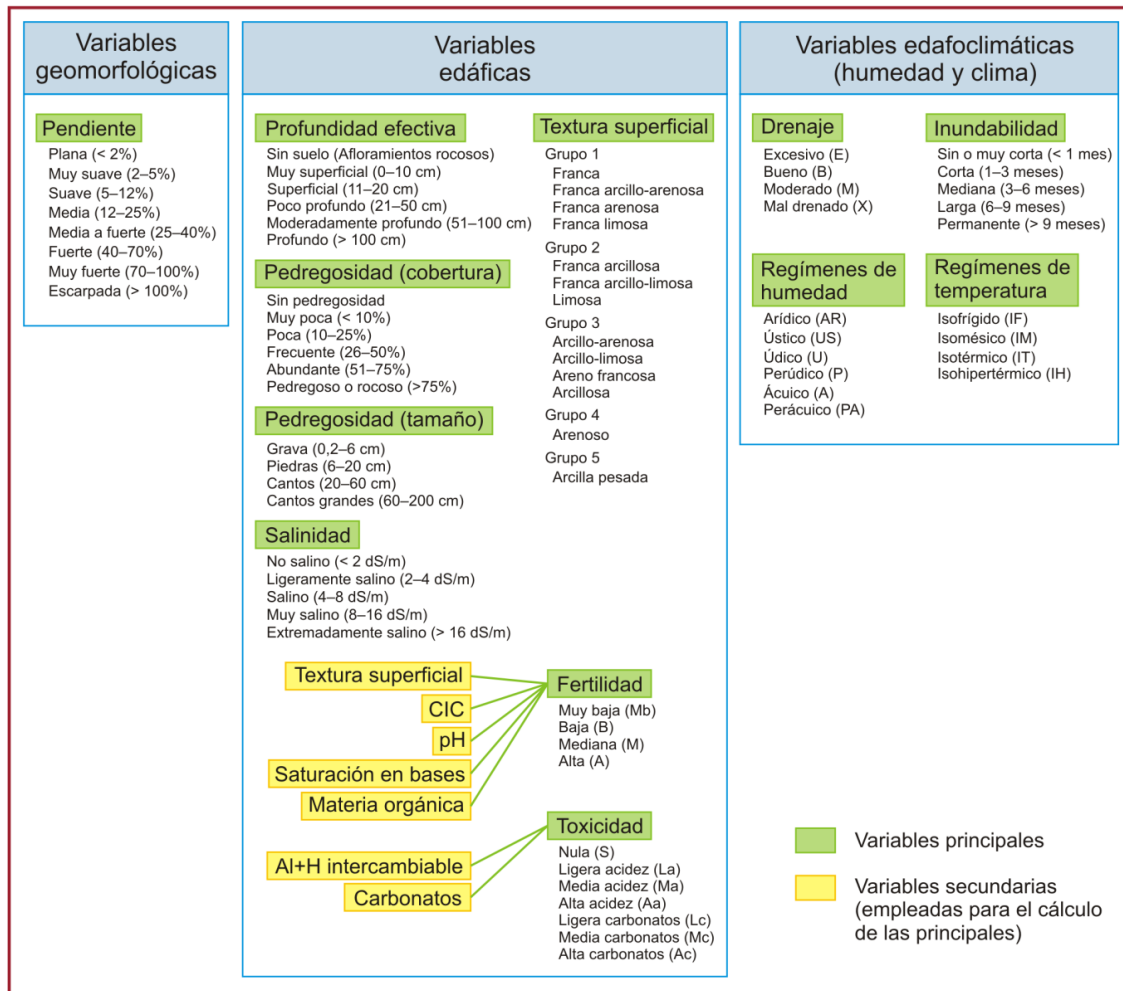 Variables
geomorfológicas
Pendiente
Plana (< 2%)
Muy suave (2–5%)
Suave (5–12%)
Media (12–25%)
Media a fuerte (25–40%)
Fuerte (40–70%)
Muy fuerte (70–100%)
Escarpada (> 100%)
Variables
edáficas
Profundidad efectiva
Sin suelo (Afloramientos rocosos)
Muy superficial (0–10 cm)
Superficial (11–20 cm)
Poco profundo (21–50 cm)
Moderadamente profundo (51–100 cm)
Profundo (> 100 cm)
Pedregosidad (cobertura)
Sin pedregosidad
Muy poca (< 10%)
Poca (10–25%)
Frecuente (26–50%)
Abundante (51–75%)
Pedregoso o rocoso (>75%)
Pedregosidad (tamaño)
Grava (0,2–6 cm)
Piedras (6–20 cm)
Cantos (20–60 cm)
Cantos grandes (60–200 cm)
Salinidad
No salino (< 2 dS/m)
Ligeramente salino (2–4 dS/m)
Salino (4–8 dS/m)
Muy salino (8–16 dS/m)
Extremadamente salino (> 16 dS/m)
Textura superficial
Grupo 1
Franca
Franca arcillo-arenosa
Franca arenosa
Franca limosa
Grupo 2
Franca arcillosa
Franca arcillo-limosa
Limosa
Grupo 3
Arcillo-arenosa
Arcillo-limosa
Areno francosa
Arcillosa
Grupo 4
Arenoso
Grupo 5
Arcilla pesada
Textura superficial
CIC
pH
Saturación en bases
Materia orgánica
Fertilidad
Muy baja (Mb)
Baja (B)
Mediana (M)
Alta (A)
Al+H intercambiable
Carbonatos
Toxicidad
Nula (S)
Ligera acidez (La)
Media acidez (Ma)
Alta acidez (Aa)
Ligera carbonatos (Lc)
Media carbonatos (Mc)
Alta carbonatos (Ac)
Variables edafoclimáticas
(humedad y clima)
Drenaje
Excesivo (E)
Bueno (B)
Moderado (M)
Mal drenado (X)
Inundabilidad
Sin o muy corta (< 1 mes)
Corta (1–3 meses)
Mediana (3–6 meses)
Larga (6–9 meses)
Permanente (> 9 meses)
Regímenes de
humedad
Arídico (AR)
Ústico (US)
Údico (U)
Perúdico (P)
Ácuico (A)
Perácuico (PA)
Regímenes de
temperatura
Isofrígido (IF)
Isomésico (IM)
Isotérmico (IT)
Isohipertérmico (IH)
Variables principales
Variables secundarias
(empleadas para el cálculo
de las principales)